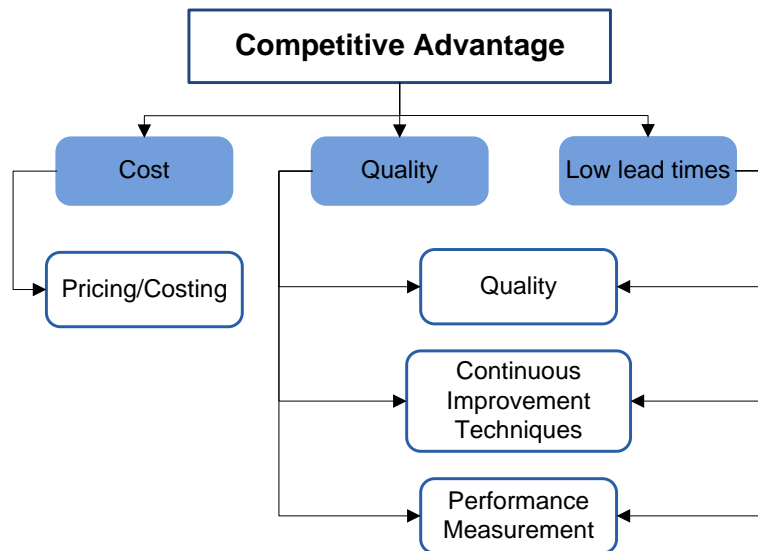 Competitive Advantage
Cost
Quality
Low lead times
Pricing/Costing
Quality
Continuous
Improvement
Techniques
Performance
Measurement